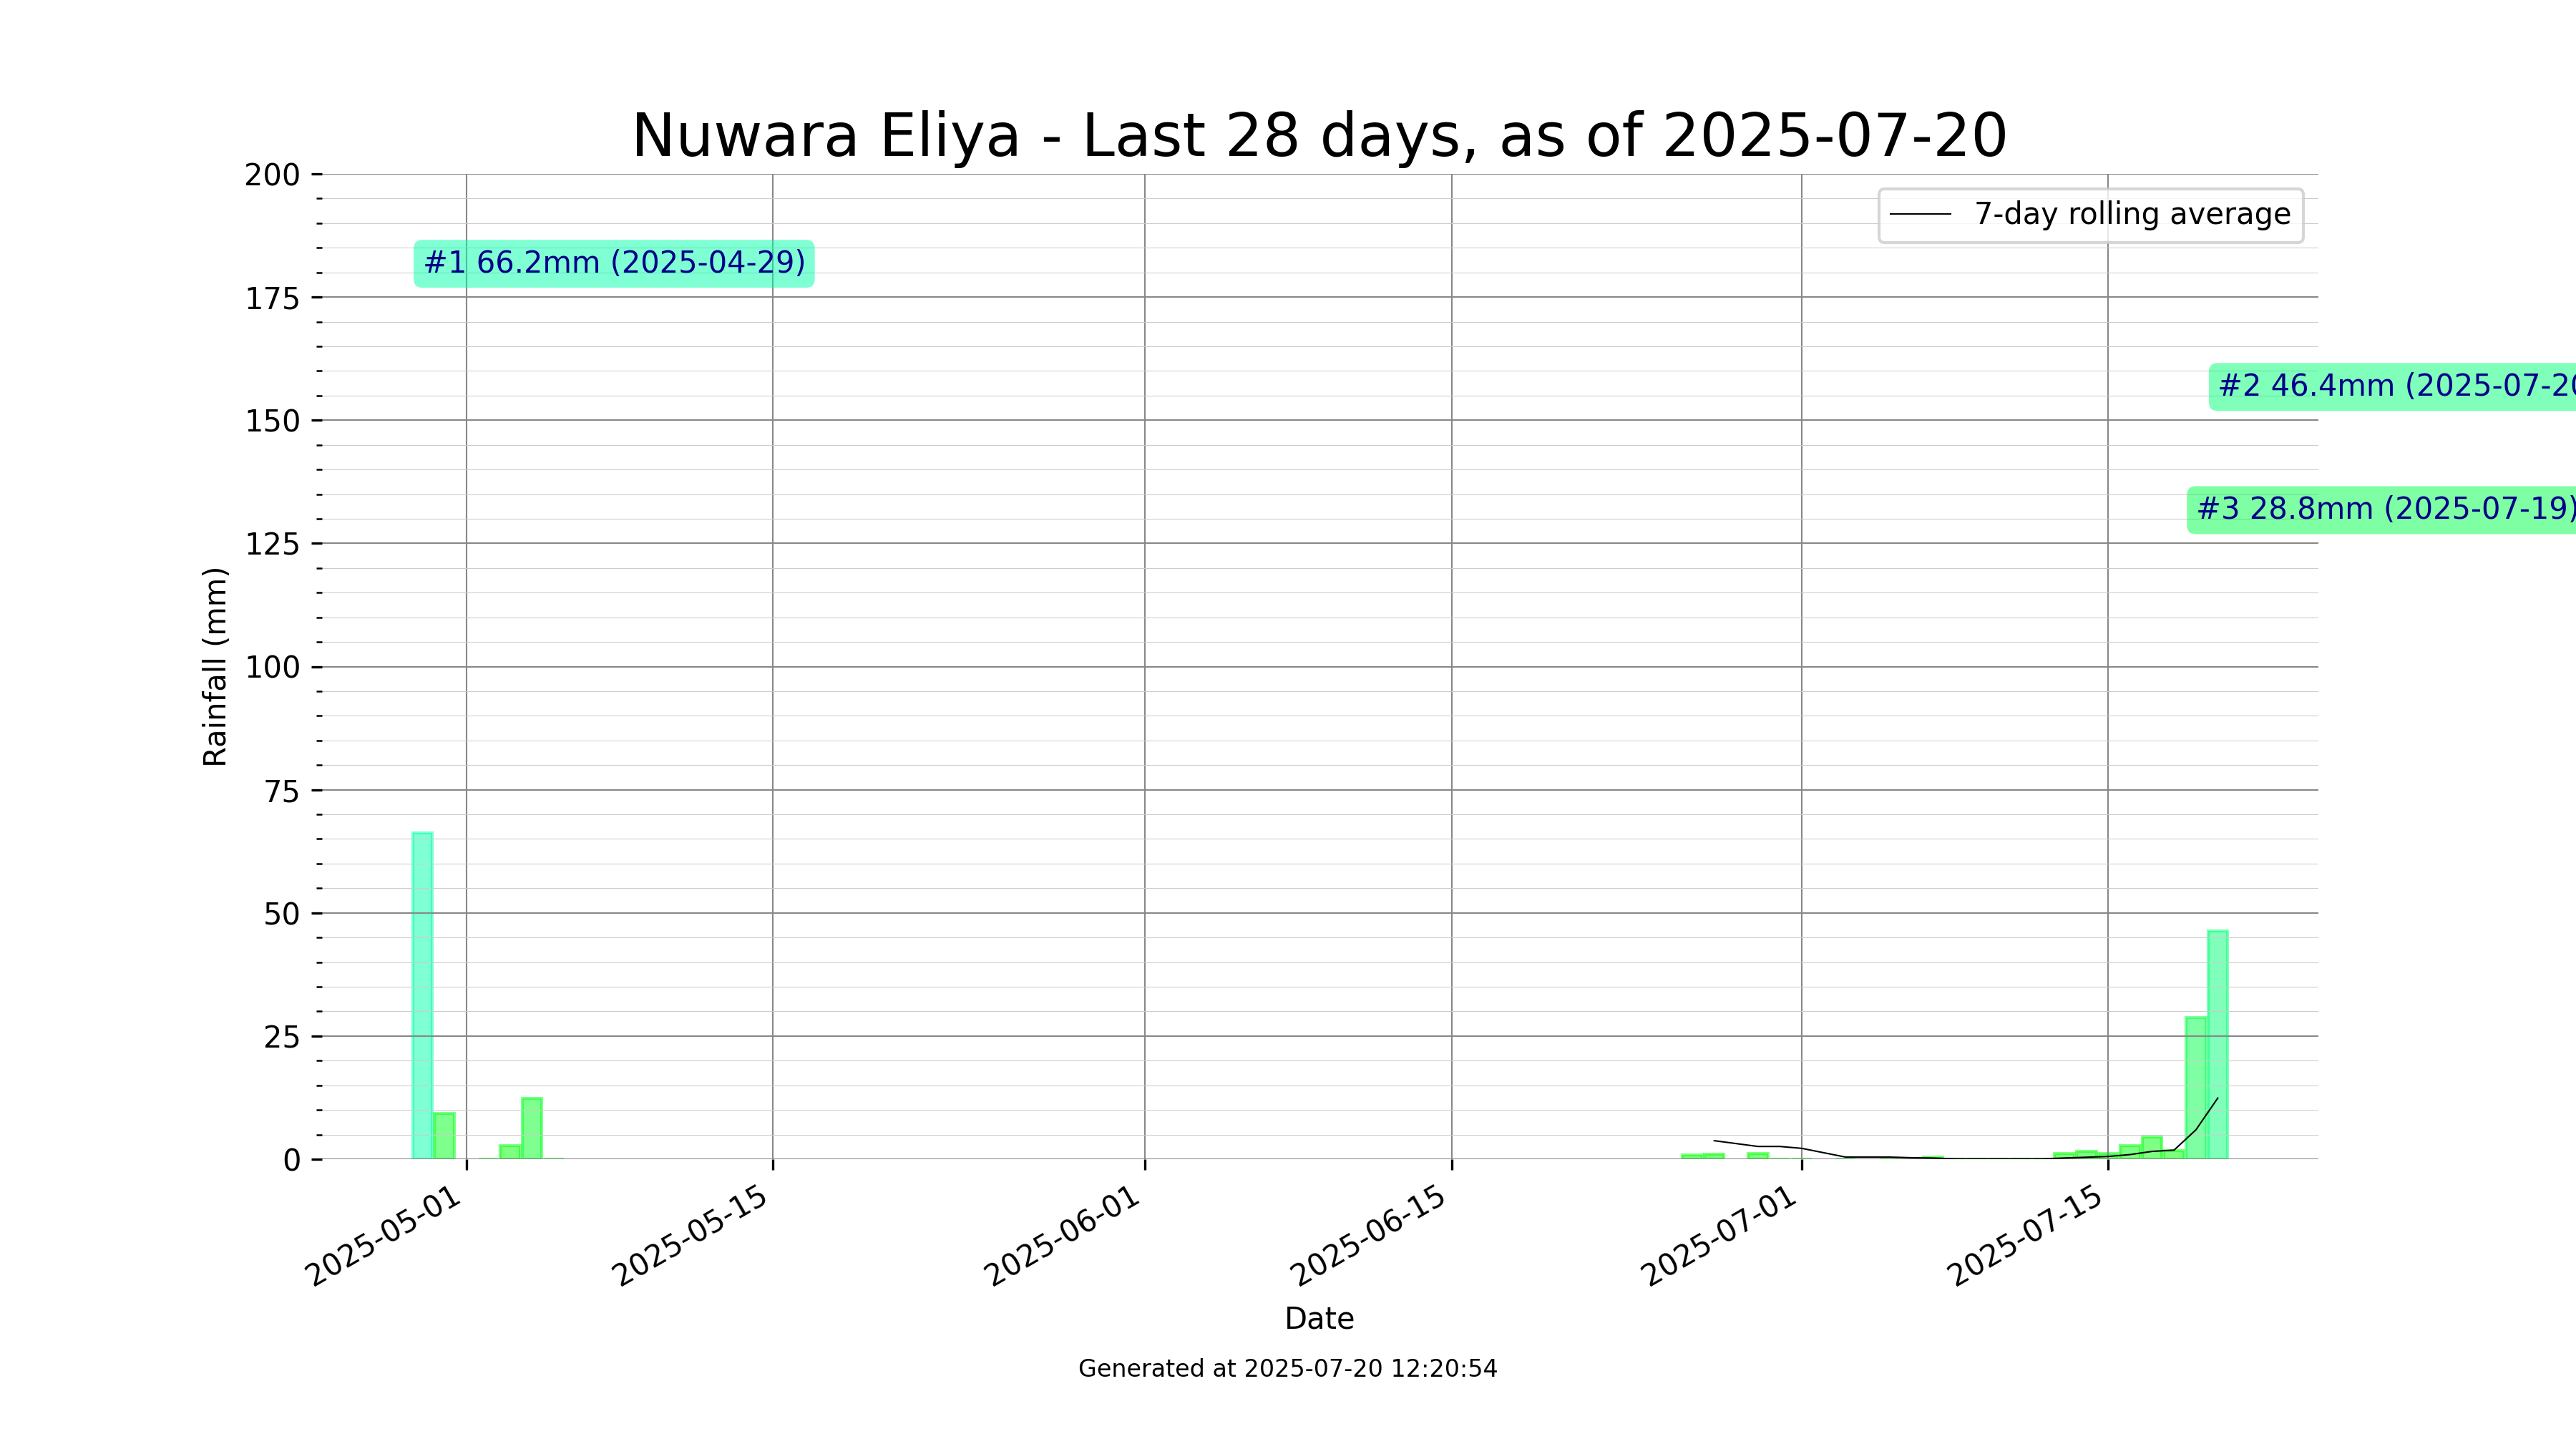 Nuwara Eliya - Last 28 days, as of 2025-07-20
200
175
150
125
100
75
50
25
0
Rainfall (mm)
7-day rolling average
#1 66.2mm (2025-04-29)
#2 46.4mm (2025-07-20
#3 28.8mm (2025-07-19)
2025-05-01
2025-05-15
2025-06-01
2025-06-15
2025-07-01
2025-07-15
Date
Generated at 2025-07-20 12:20:54